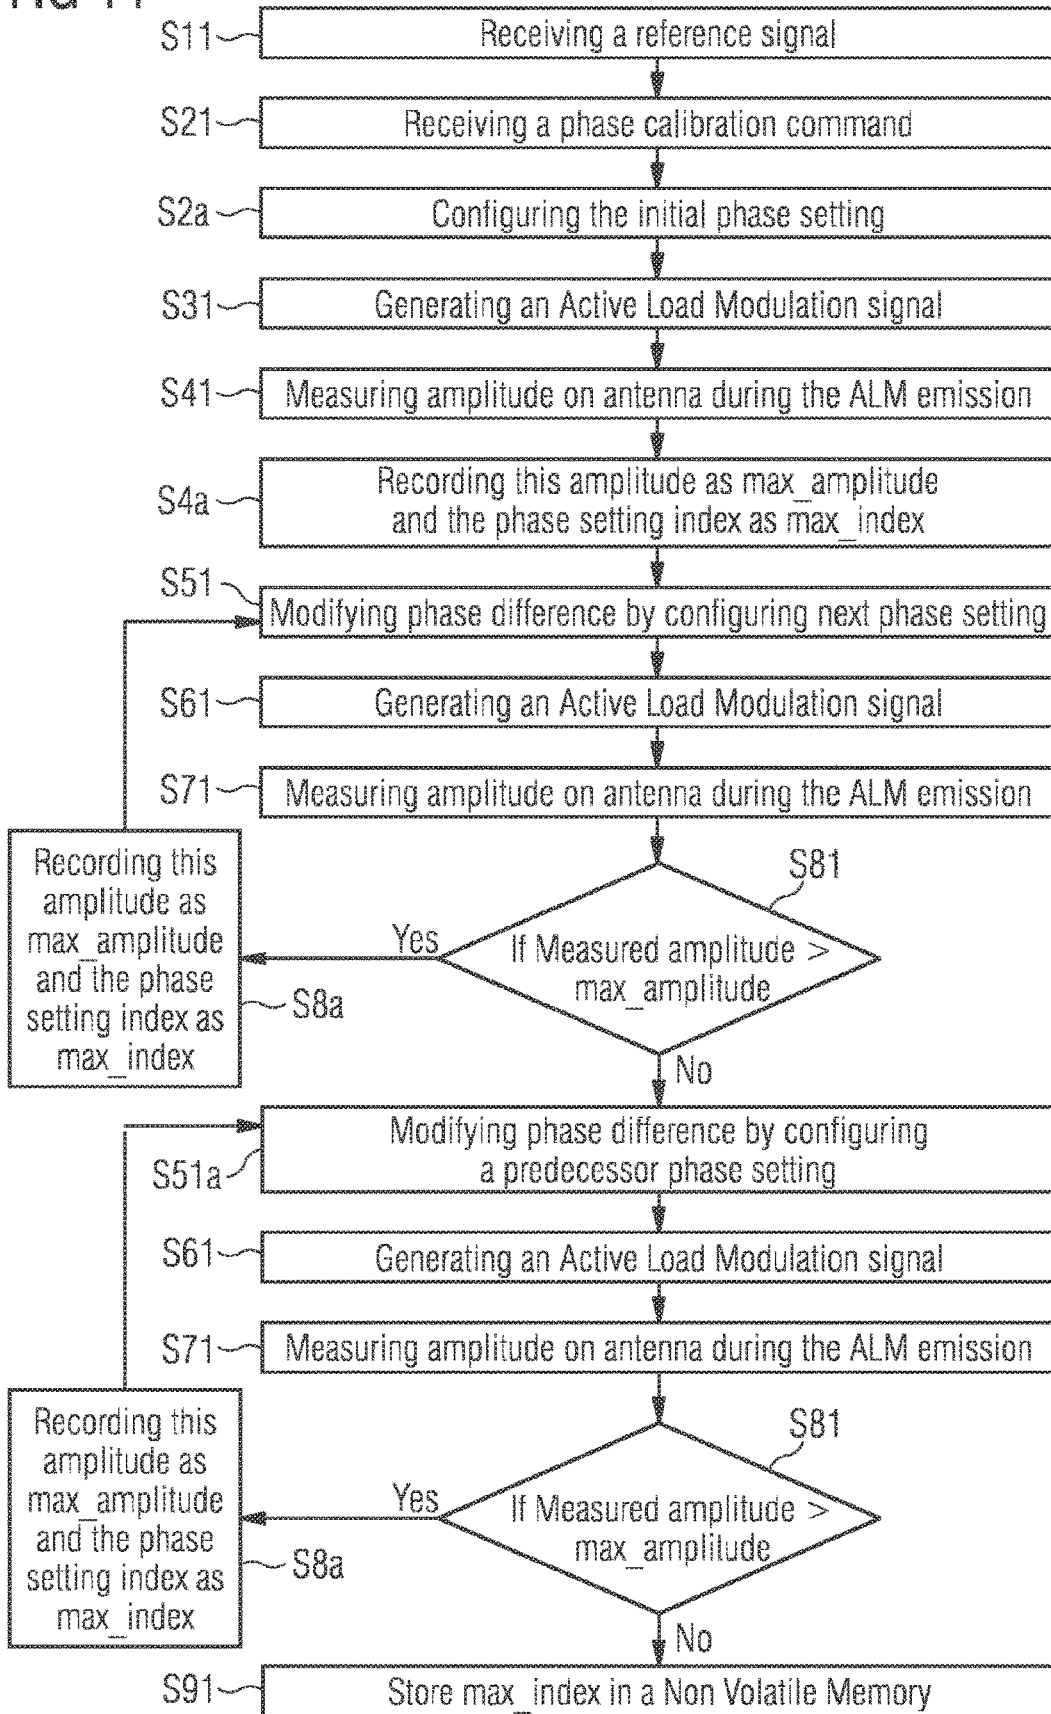 S11
Receiving a reference signal
S21
Receiving a phase calibration command
S2a
Configuring the initial phase setting
S31
Generating an Active Load Modulation signal
S41
Measuring amplitude on antenna during the ALM emission
S4a
Recording this amplitude as max_amplitude
and the phase setting index as max_index
S51
Modifying phase difference by configuring next phase setting
S61
Generating an Active Load Modulation signal
S71
Measuring amplitude on antenna during the ALM emission
S81
If Measured amplitude >
max_amplitude
Yes
Recording this
amplitude as
max_amplitude
and the phase
setting index as
max_index
S8a
No
S51a
Modifying phase difference by configuring
a predecessor phase setting
S61
Generating an Active Load Modulation signal
S71
Measuring amplitude on antenna during the ALM emission
S81
If Measured amplitude >
max_amplitude
Yes
Recording this
amplitude as
max_amplitude
and the phase
setting index as
max_index
S8a
No
S91
Store max_index in a Non Volatile Memory